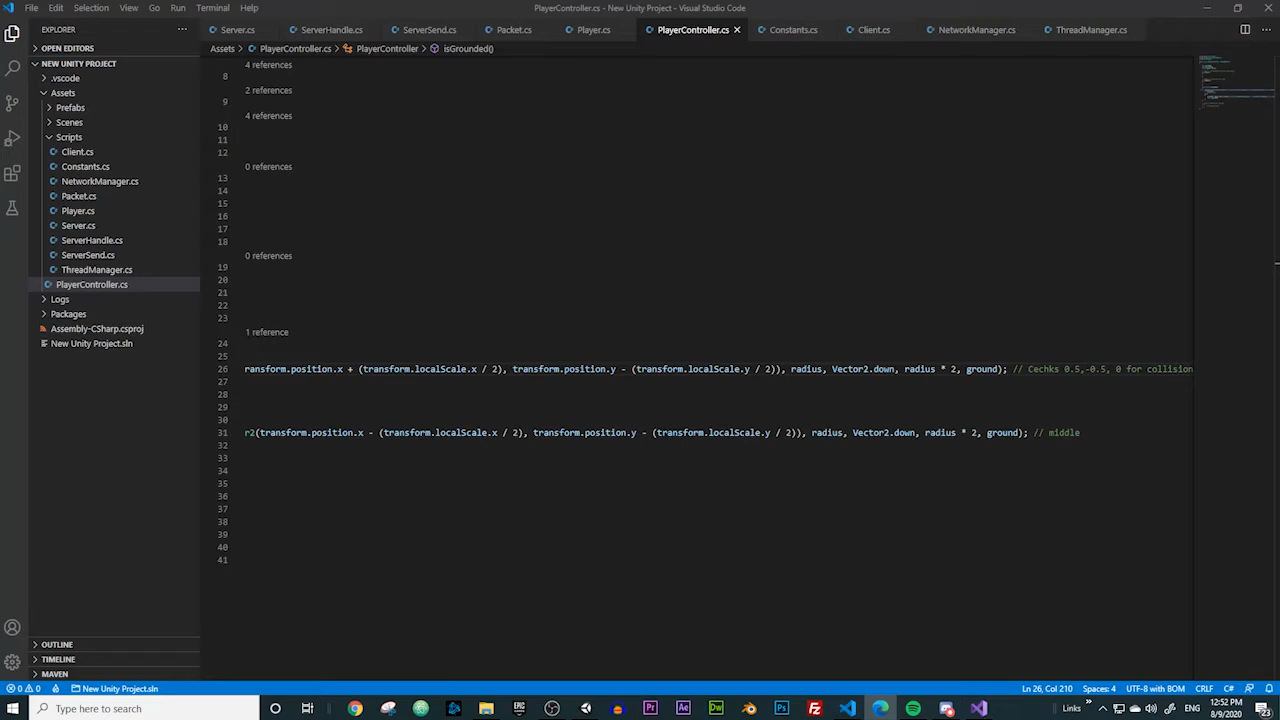 File Edit Selection View Go Run Terminal Help
PlayerController.cs - New Unity Project - Visual Studio Code
EXPLORER
Server.cs ServerHandle.cs ServerSend.cs Packet.cs Player.cs PlayerController.cs Constants.cs Client.cs NetworkManager.cs ThreadManager.cs
OPEN EDITORS
Assets > PlayerController.cs > PlayerController > isGrounded()
NEW UNITY PROJECT
.vscode
Assets
Prefabs
Scenes
Scripts
Client.cs
Constants.cs
NetworkManager.cs
Packet.cs
Player.cs
Server.cs
ServerHandle.cs
ServerSend.cs
ThreadManager.cs
PlayerController.cs
Logs
Packages
Assembly-CSharp.csproj
New Unity Project.sln
OUTLINE
TIMELINE
MAVEN
4 references
8
2 references
9
4 references
10
11
12
0 references
13
14
15
16
17
18
0 references
19
20
21
22
23
1 reference
24
25
26 ransform.position.x + (transform.localScale.x / 2), transform.position.y - (transform.localScale.y / 2)), radius, Vector2.down, radius * 2, ground); // Cechks 0.5,-0.5, 0 for collision
27
28
29
30
31 r2(transform.position.x - (transform.localScale.x / 2), transform.position.y - (transform.localScale.y / 2)), radius, Vector2.down, radius * 2, ground); // middle
32
33
34
35
36
37
38
39
40
41
0 0 New Unity Project.sln
Ln 26, Col 210 Spaces: 4 UTF-8 with BOM CRLF C#
Type here to search
Links » ENG
12:52 PM
8/9/2020